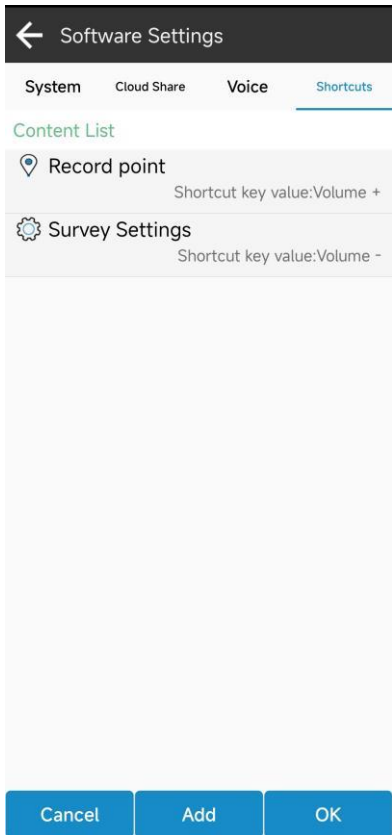 Software Settings
System Cloud Share Voice Shortcuts
Content List
Record point
Shortcut key value:Volume +
Survey Settings
Shortcut key value:Volume -
Cancel Add OK